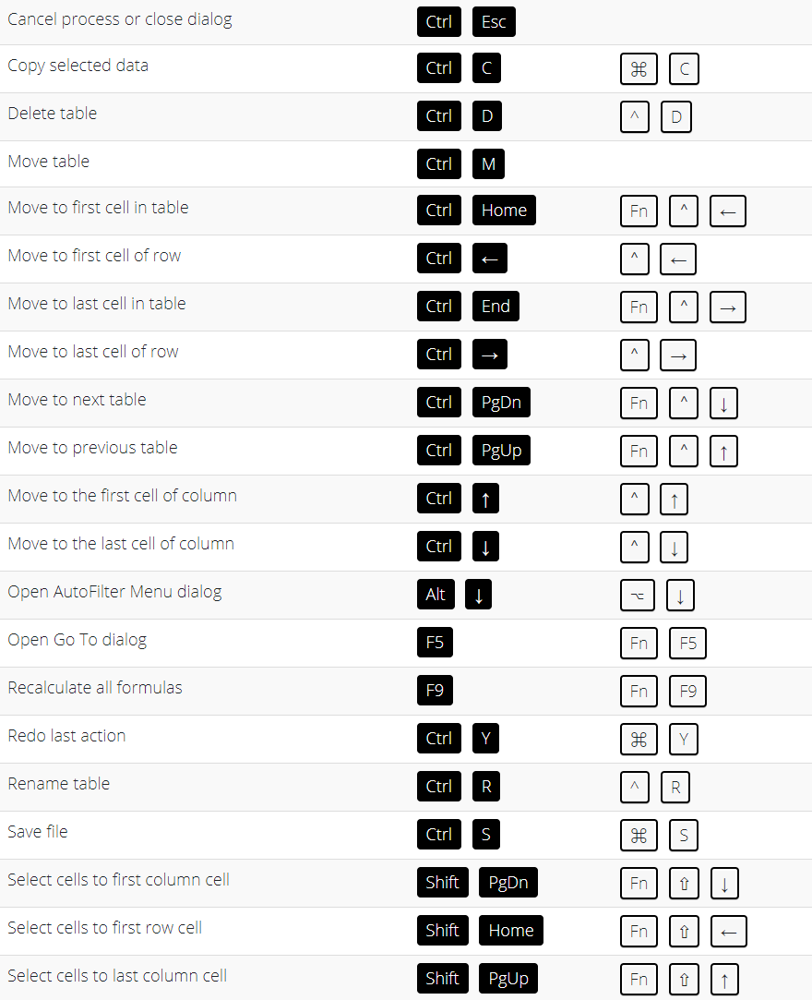 Cancel process or close dialog Ctrl Esc
Copy selected data Ctrl C ⌘ C
Delete table Ctrl D ^ D
Move table Ctrl M
Move to first cell in table Ctrl Home Fn ^ ←
Move to first cell of row Ctrl ← ^ ←
Move to last cell in table Ctrl End Fn ^ →
Move to last cell of row Ctrl → ^ →
Move to next table Ctrl PgDn Fn ^ ↓
Move to previous table Ctrl PgUp Fn ^ ↑
Move to the first cell of column Ctrl ↑ ^ ↑
Move to the last cell of column Ctrl ↓ ^ ↓
Open AutoFilter Menu dialog Alt ↓ ⌥ ↓
Open Go To dialog F5 Fn F5
Recalculate all formulas F9 Fn F9
Redo last action Ctrl Y ⌘ Y
Rename table Ctrl R ^ R
Save file Ctrl S ⌘ S
Select cells to first column cell Shift PgDn Fn ⇧ ↓
Select cells to first row cell Shift Home Fn ⇧ ←
Select cells to last column cell Shift PgUp Fn ⇧ ↑